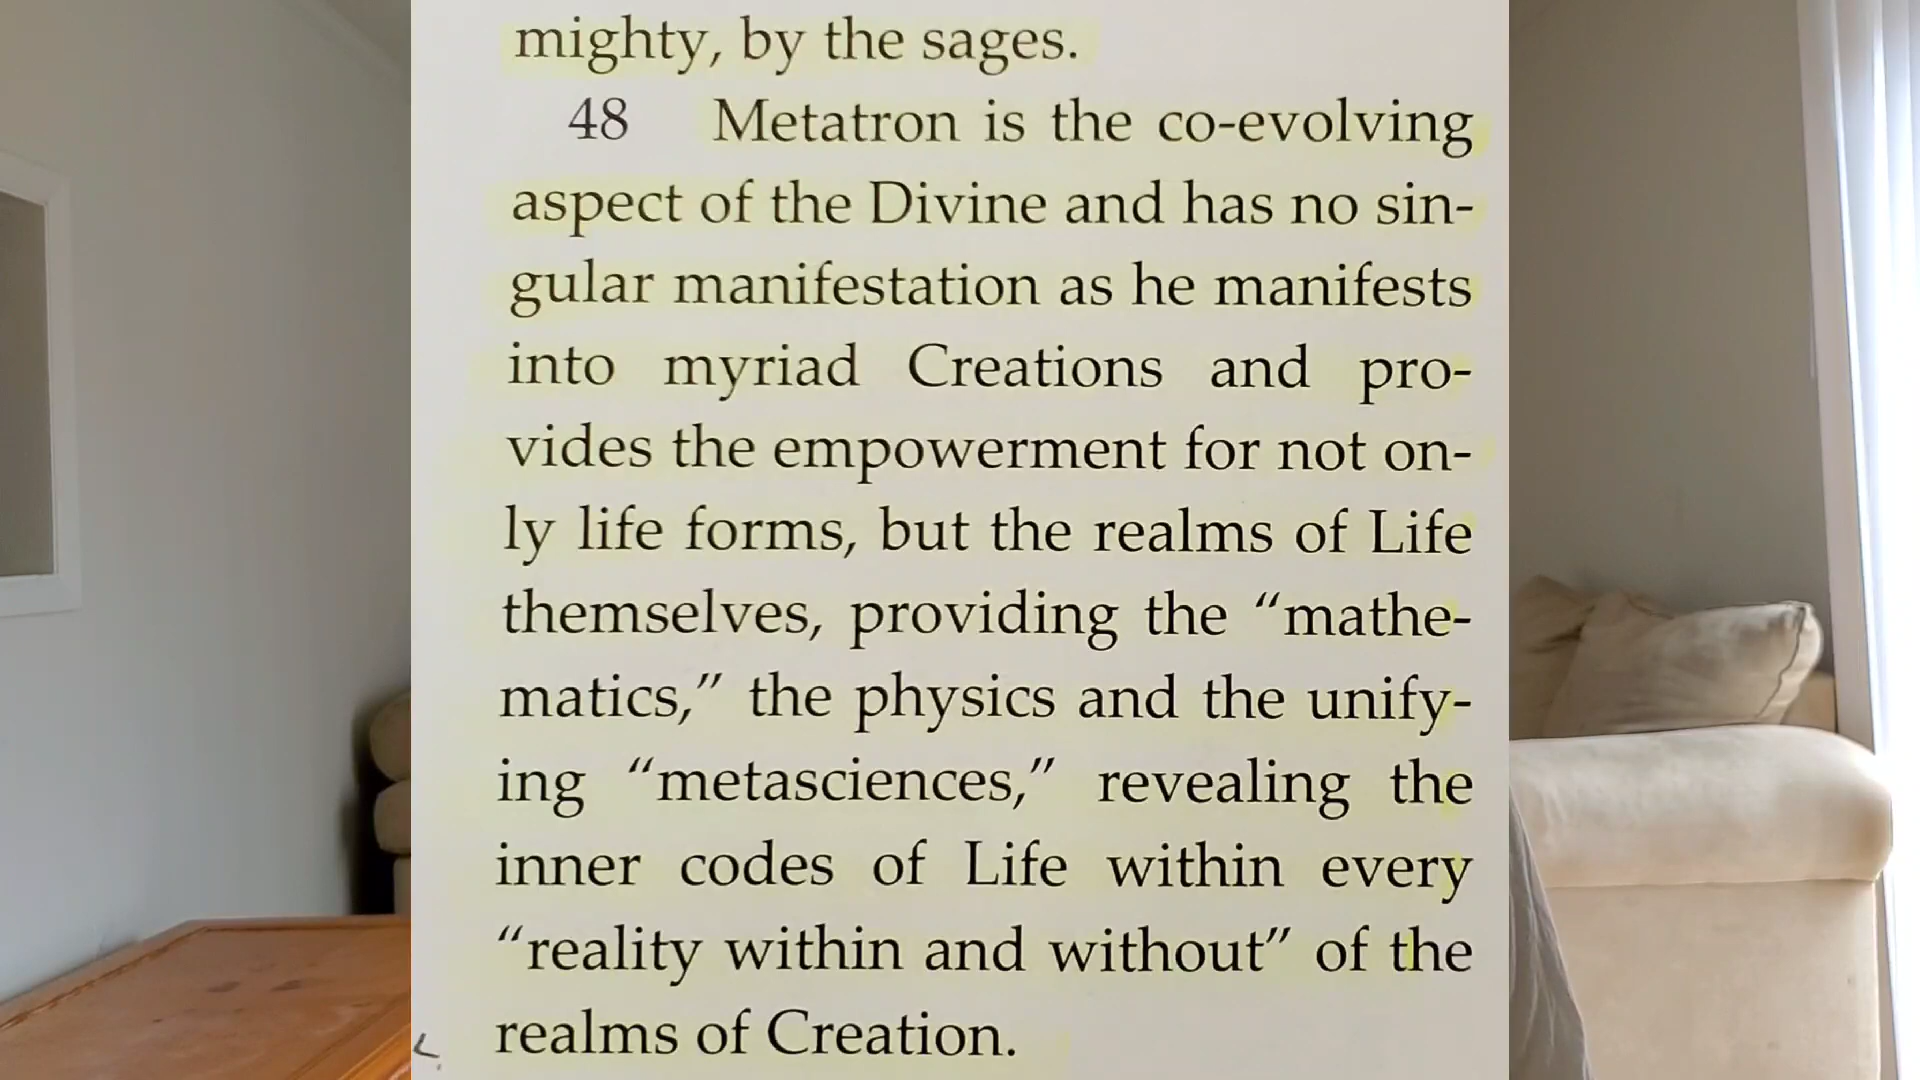 mighty, by the sages.
48 Metatron is the co-evolving
aspect of the Divine and has no sin-
gular manifestation as he manifests
into myriad Creations and pro-
vides the empowerment for not on-
ly life forms, but the realms of Life
themselves, providing the “mathe-
matics,” the physics and the unify-
ing “metasciences,” revealing the
inner codes of Life within every
“reality within and without” of the
realms of Creation.